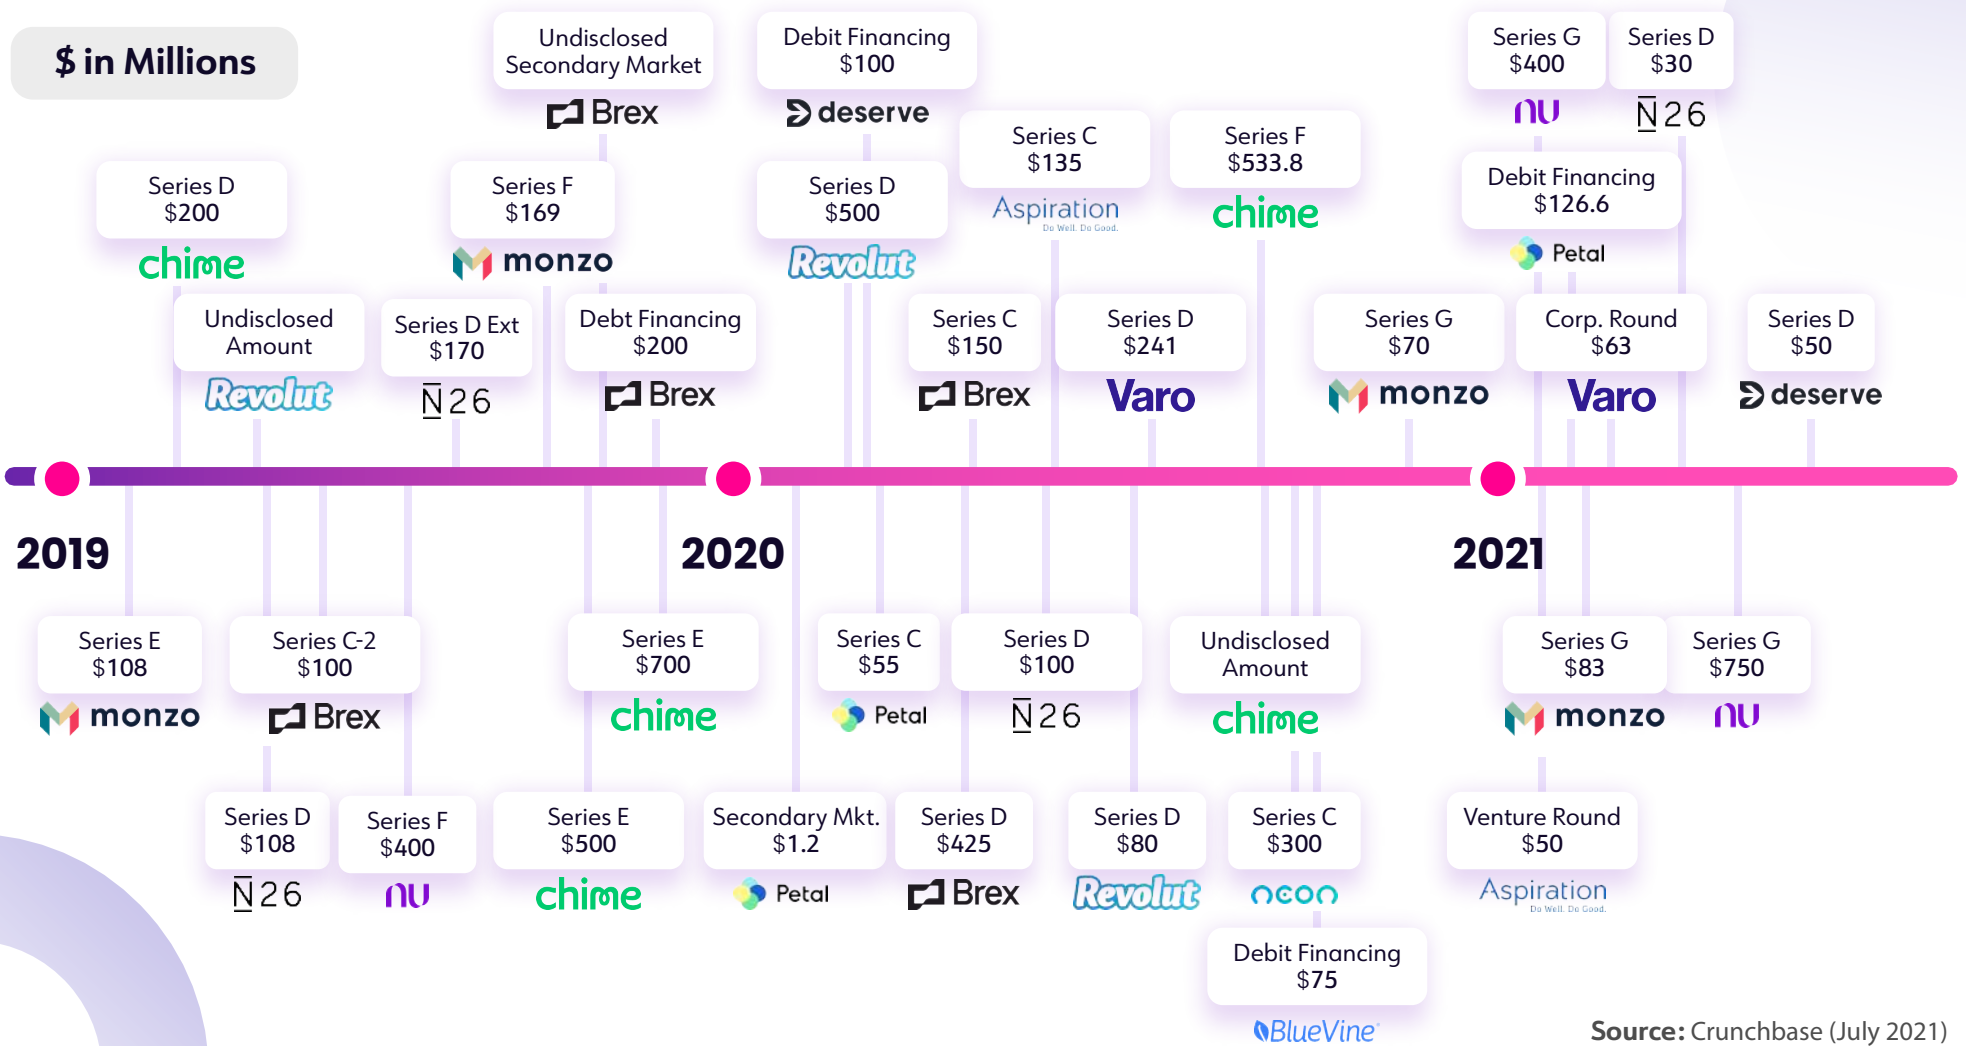 $ in Millions
Undisclosed
Secondary Market
Brex
Debit Financing
$100
deserve
Series G
$400
nu
Series D
$30
N26
Series C
$135
Aspiration
Do Well. Do Good.
Series F
$533.8
chime
Series D
$200
chime
Series F
$169
monzo
Series D
$500
Revolut
Debit Financing
$126.6
Petal
Undisclosed
Amount
Revolut
Series D Ext
$170
N26
Debt Financing
$200
Brex
Series C
$150
Brex
Series D
$241
Varo
Series G
$70
monzo
Corp. Round
$63
Varo
Series D
$50
deserve
2019
2020
2021
Series E
$108
monzo
Series C-2
$100
Brex
Series E
$700
chime
Series C
$55
Petal
Series D
$100
N26
Undisclosed
Amount
chime
Series G
$83
monzo
Series G
$750
nu
Series D
$108
N26
Series F
$400
nu
Series E
$500
chime
Secondary Mkt.
$1.2
Petal
Series D
$425
Brex
Series D
$80
Revolut
Series C
$300
neon
Venture Round
$50
Aspiration
Do Well. Do Good.
Debit Financing
$75
BlueVine
Source: Crunchbase (July 2021)